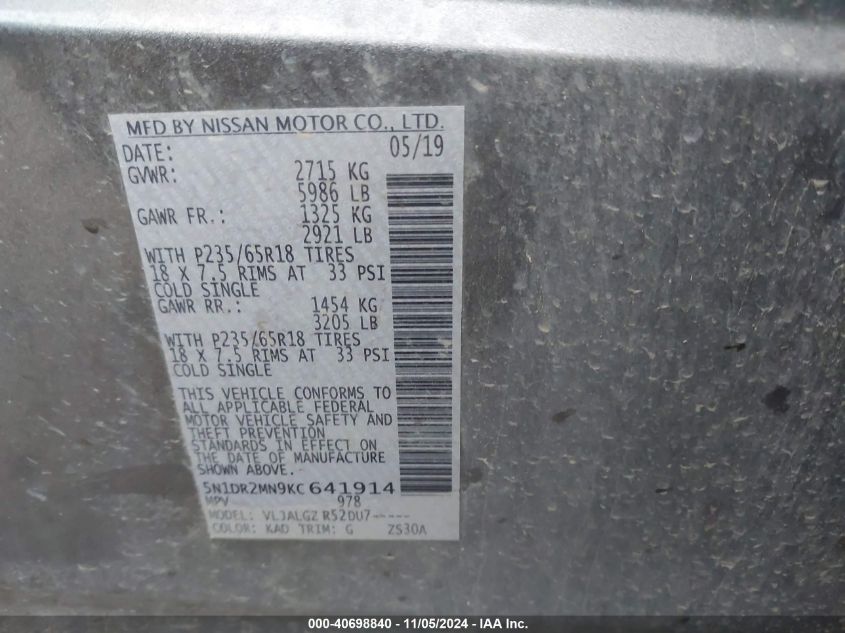 MFD BY NISSAN MOTOR CO., LTD.
DATE: 05/19
GVWR: 2715 KG
5986 LB
GAWR FR.: 1325 KG
2921 LB
WITH P235/65R18 TIRES
18 X 7.5 RIMS AT 33 PSI
COLD SINGLE
GAWR RR.: 1454 KG
3205 LB
WITH P235/65R18 TIRES
18 X 7.5 RIMS AT 33 PSI
COLD SINGLE
THIS VEHICLE CONFORMS TO
ALL APPLICABLE FEDERAL
MOTOR VEHICLE SAFETY AND
THEFT PREVENTION
STANDARDS IN EFFECT ON
THE DATE OF MANUFACTURE
SHOWN ABOVE.
5N1DR2MN9KC641914
MPV 978
MODEL: VLJALGZ R52DU7-----
COLOR: KAD TRIM: G ZS30A
000-40698840 - 11/05/2024 - IAA Inc.